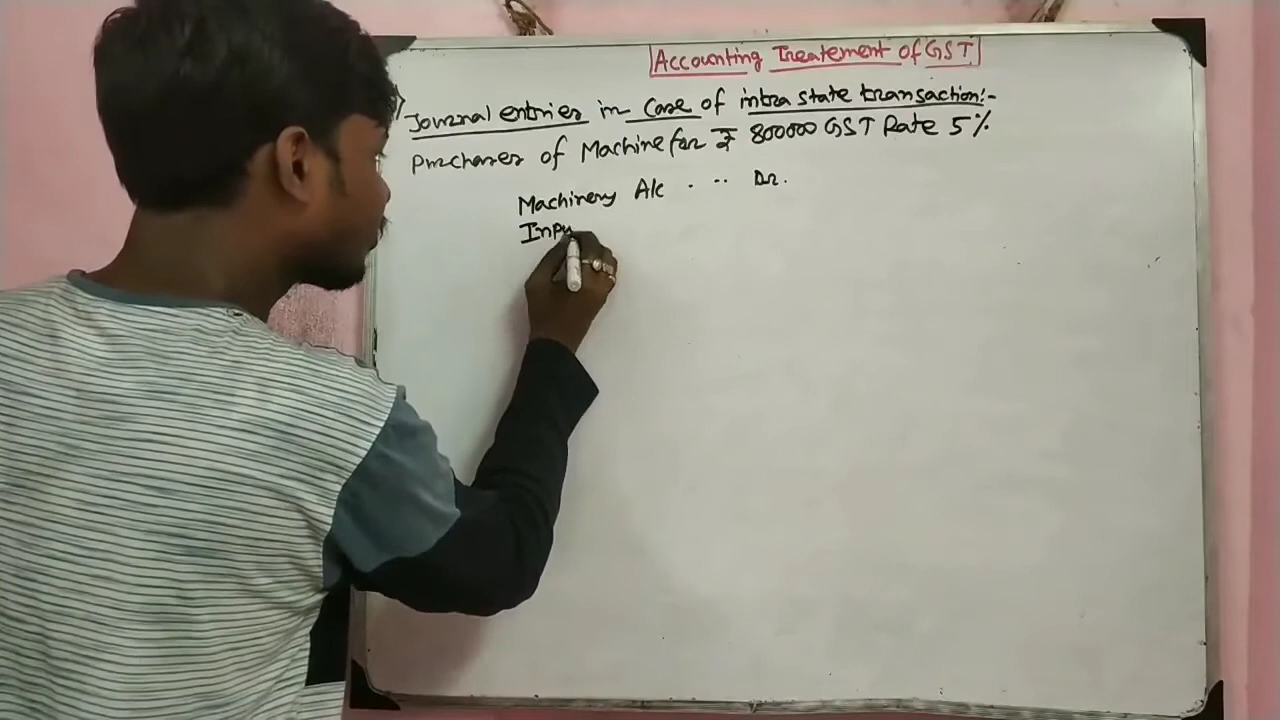 Accounting Treatement of GST
Journal entries in Case of intra state transaction:-
Purchases of Machine for ₹ 800000 GST Rate 5%
Machinery A/c . .. Dr.
Inpu